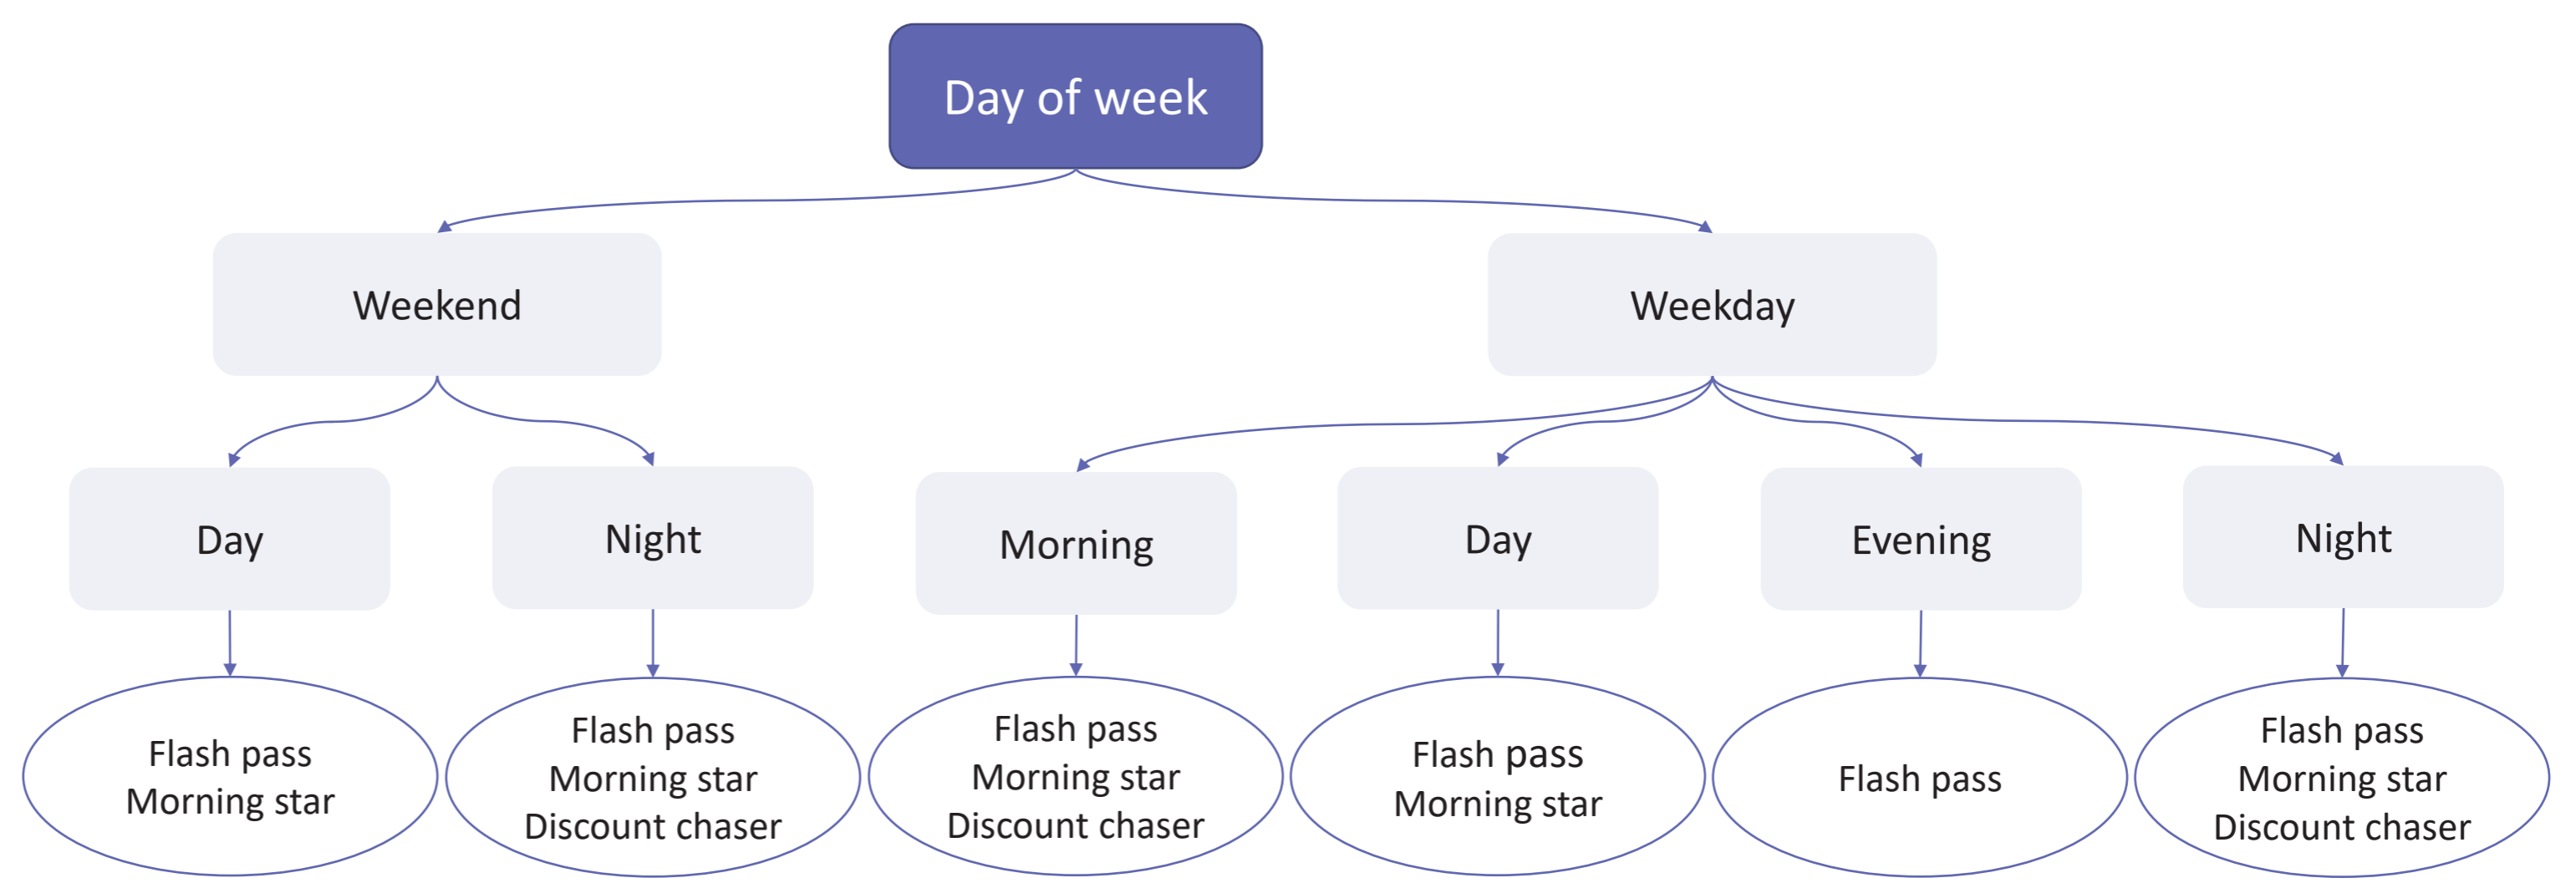 Day of week
Weekend
Weekday
Day
Night
Morning
Day
Evening
Night
Flash pass
Morning star
Flash pass
Morning star
Discount chaser
Flash pass
Morning star
Discount chaser
Flash pass
Morning star
Flash pass
Flash pass
Morning star
Discount chaser